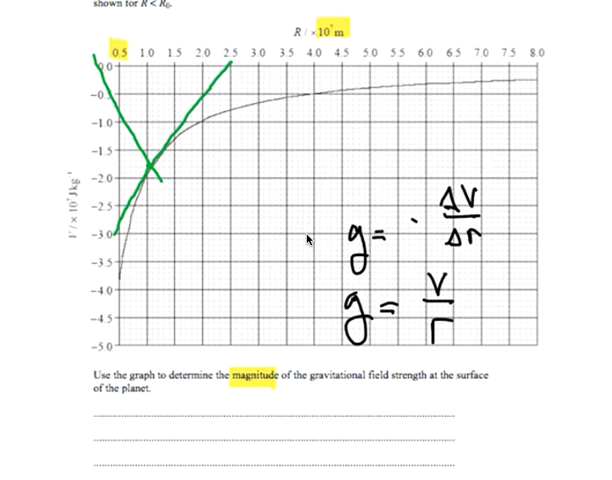 shown for R < R₀.
R / × 10⁷ m
0.5 1.0 1.5 2.0 2.5 3.0 3.5 4.0 4.5 5.0 5.5 6.0 6.5 7.0 7.5 8.0
0.0
−0.
−1.0
−1.5
−2.0
−2.5
−3.0
−3.5
−4.0
−4.5
−5.0
V / × 10⁷ J kg⁻¹
g = - ΔV/Δr
g = V/r
Use the graph to determine the magnitude of the gravitational field strength at the surface
of the planet.